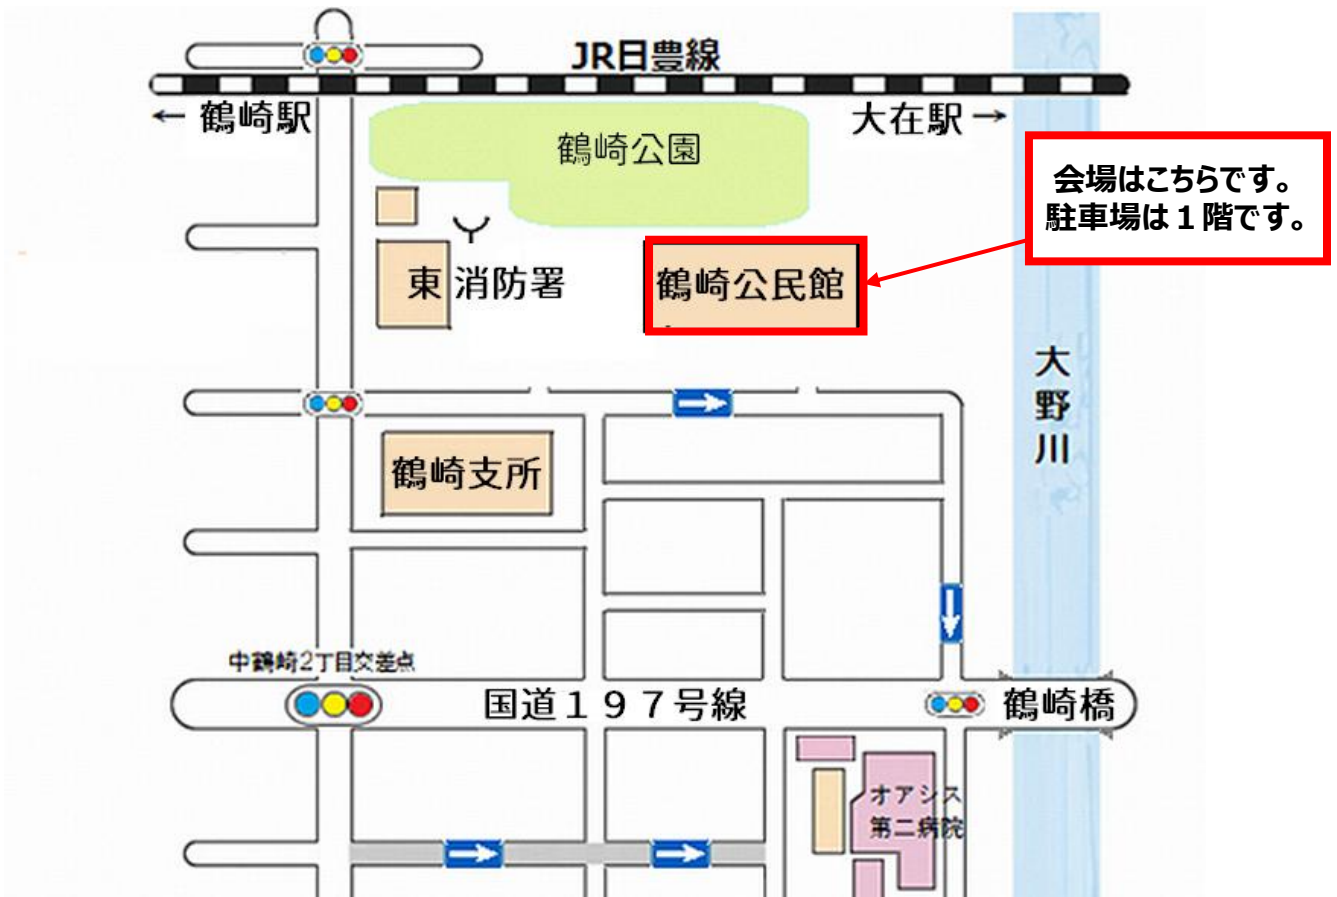 JR日豊線
← 鶴崎駅
大在駅 →
鶴崎公園
会場はこちらです。
駐車場は１階です。
東 消防署
鶴崎公民館
大野川
鶴崎支所
中鶴崎2丁目交差点
国道１９７号線
鶴崎橋
オアシス
第二病院